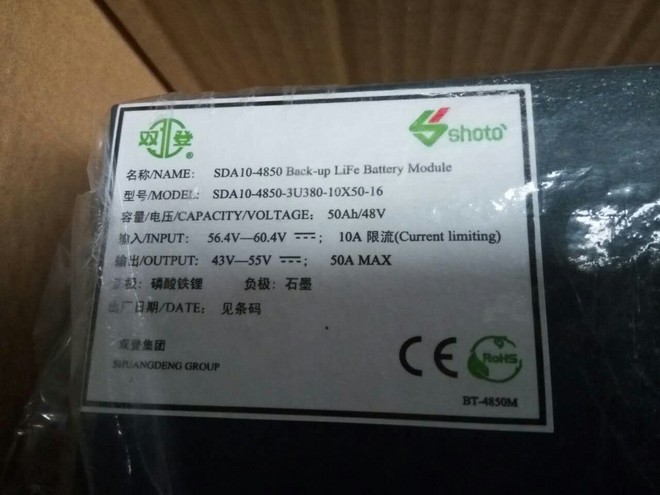 双登 ®
shoto
名称/NAME: SDA10-4850 Back-up LiFe Battery Module
型号/MODEL: SDA10-4850-3U380-10X50-16
容量/电压/CAPACITY/VOLTAGE: 50Ah/48V
输入/INPUT: 56.4V—60.4V ⎓; 10A 限流(Current limiting)
输出/OUTPUT: 43V—55V ⎓; 50A MAX
极: 磷酸铁锂 负极: 石墨
出厂日期/DATE: 见条码
双登集团
SHUANGDENG GROUP
CE RoHS
BT-4850M